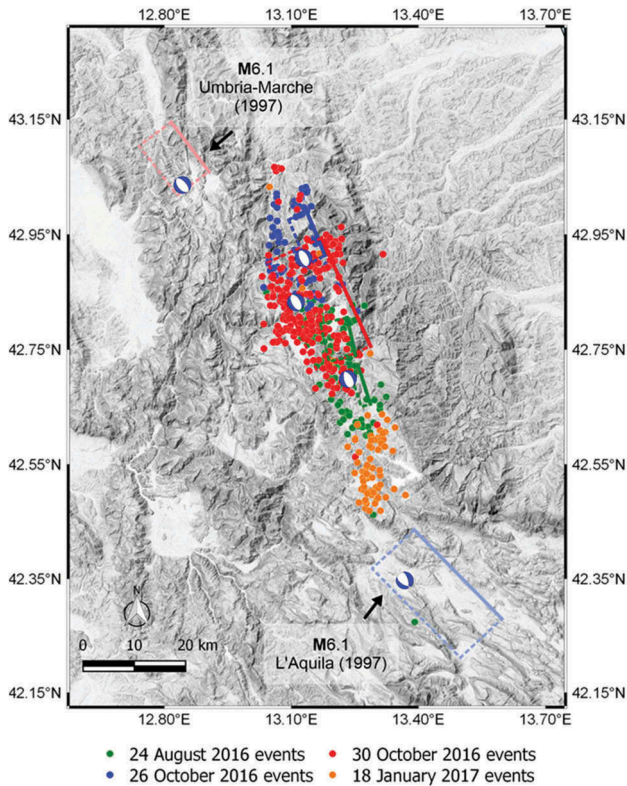 12.80°E 13.10°E 13.40°E 13.70°E
M6.1
Umbria-Marche
(1997)
43.15°N 43.15°N
42.95°N 42.95°N
42.75°N 42.75°N
42.55°N 42.55°N
42.35°N 42.35°N
N
0 10 20 km
M6.1
L'Aquila (1997)
42.15°N 42.15°N
12.80°E 13.10°E 13.40°E 13.70°E
24 August 2016 events 30 October 2016 events
26 October 2016 events 18 January 2017 events